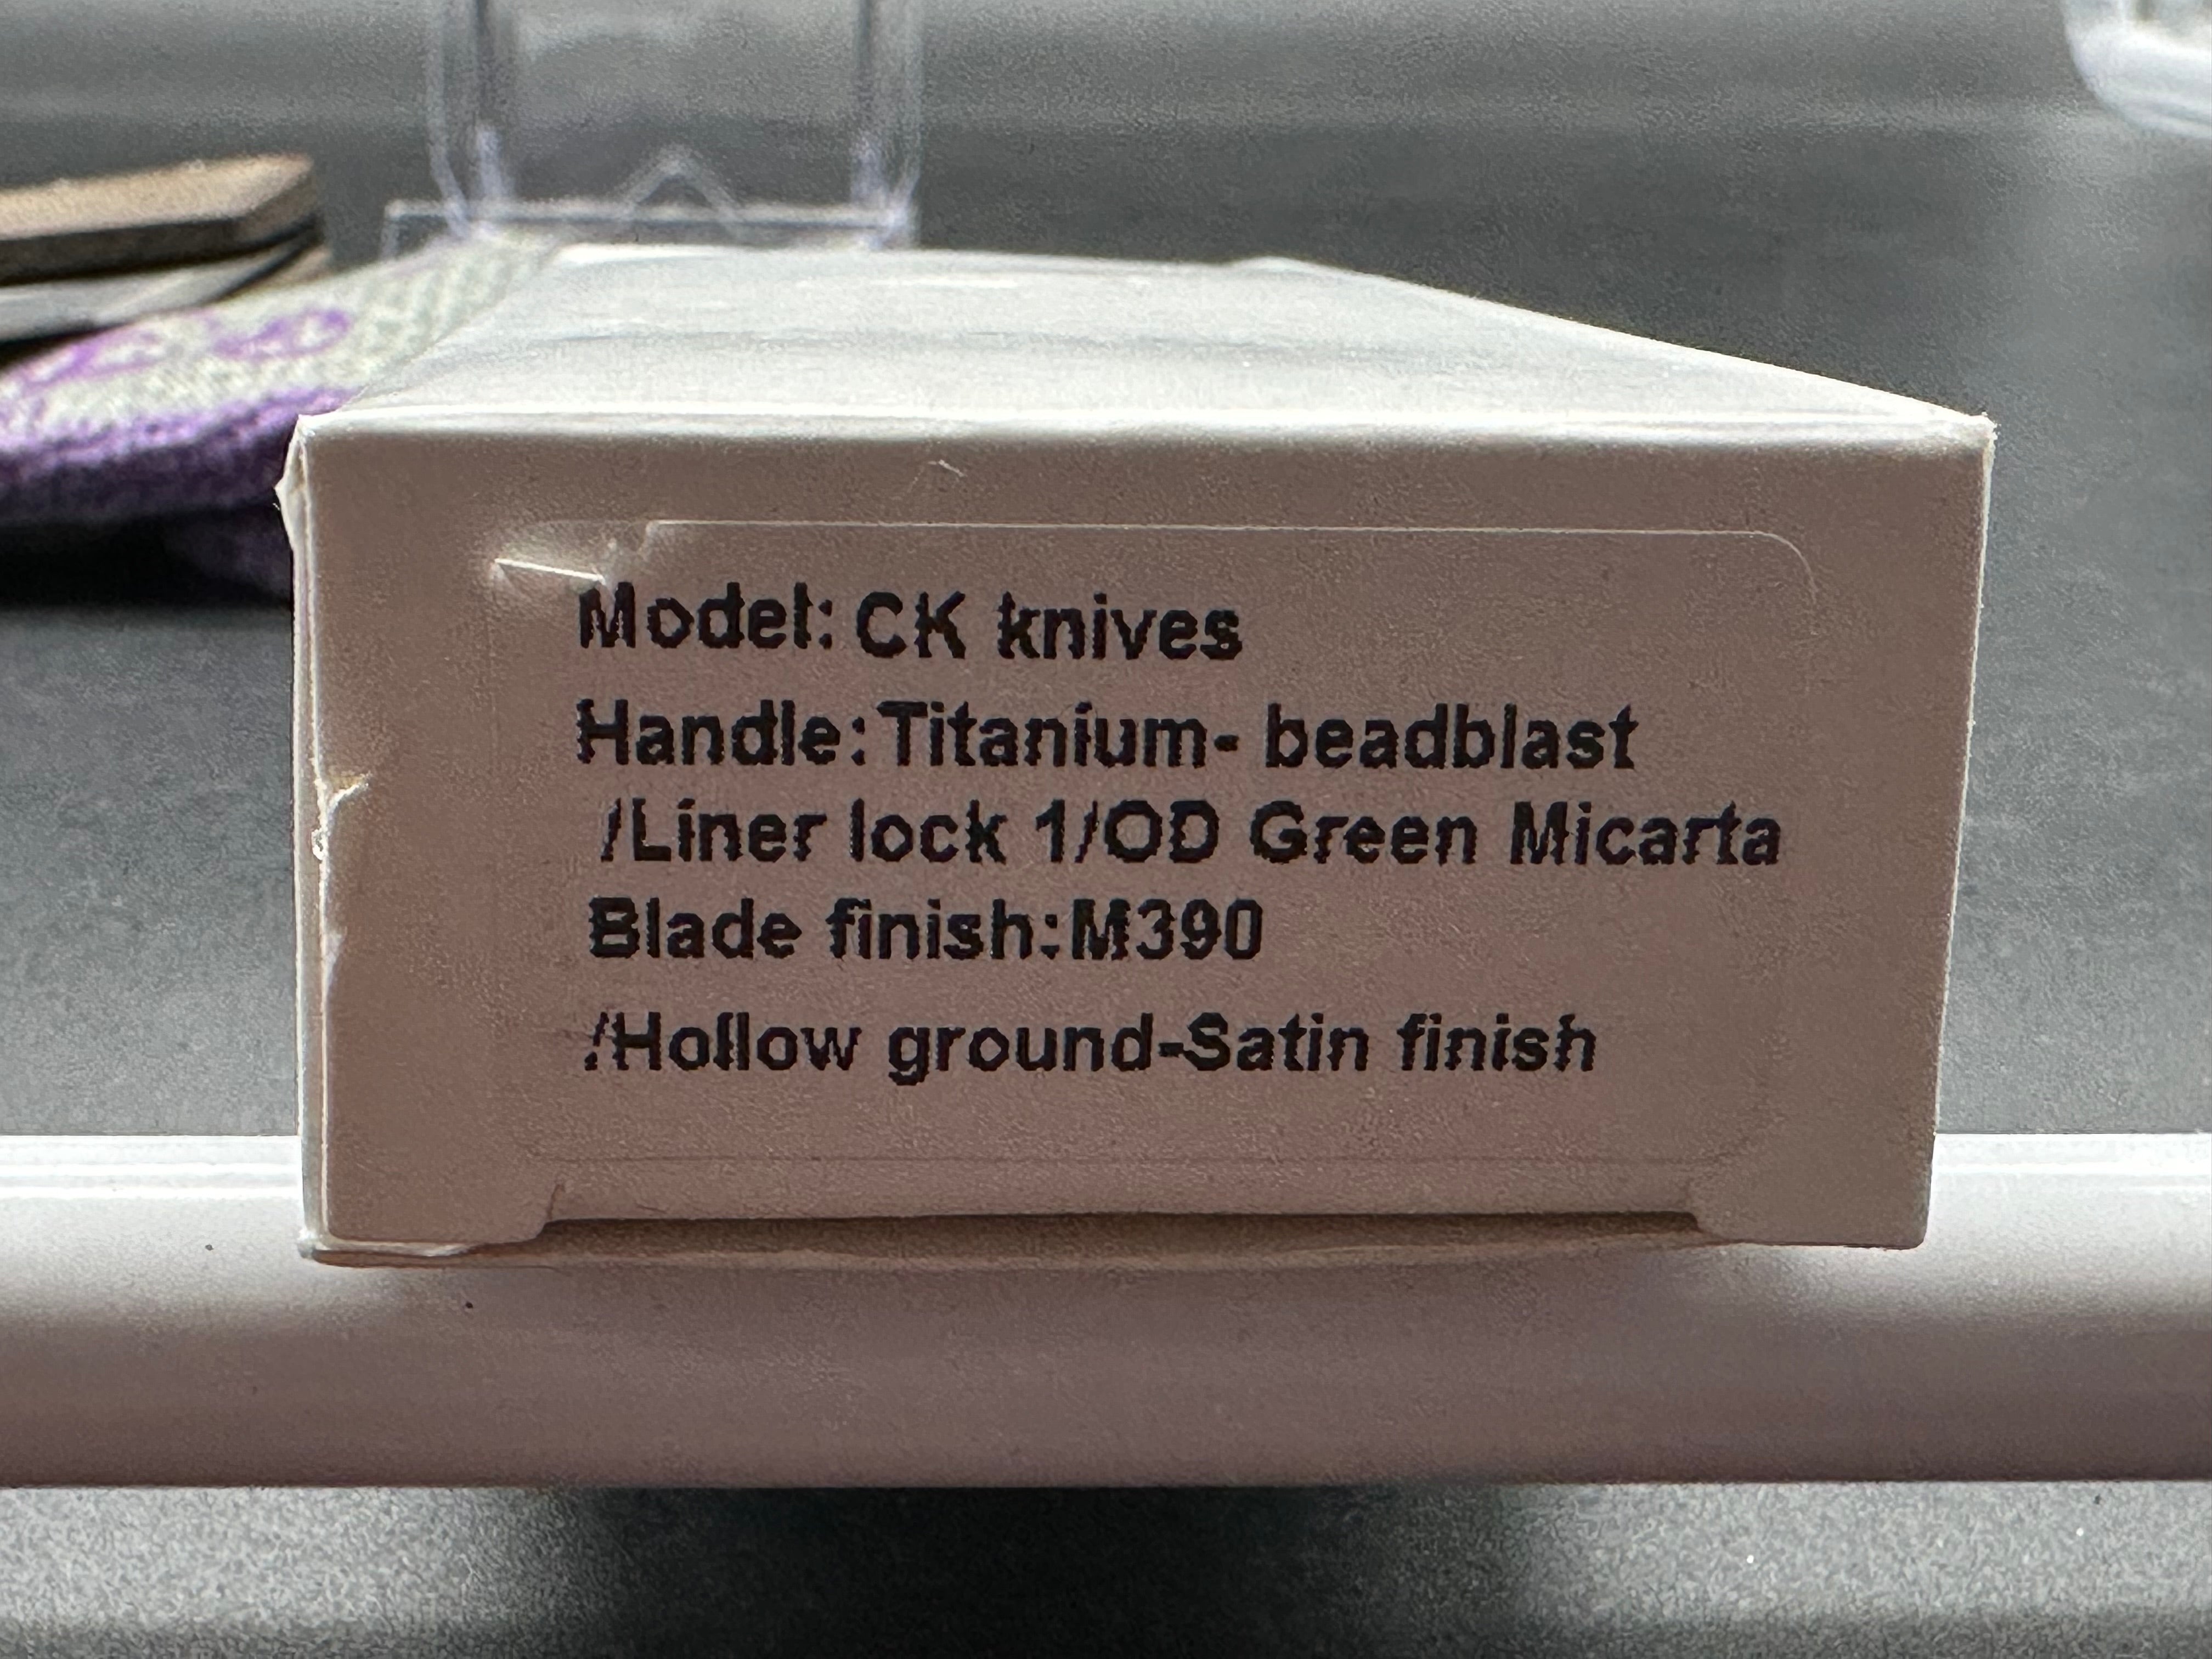 Model: CK knives
Handle: Titanium- beadblast
/Liner lock 1/OD Green Micarta
Blade finish: M390
/Hollow ground-Satin finish